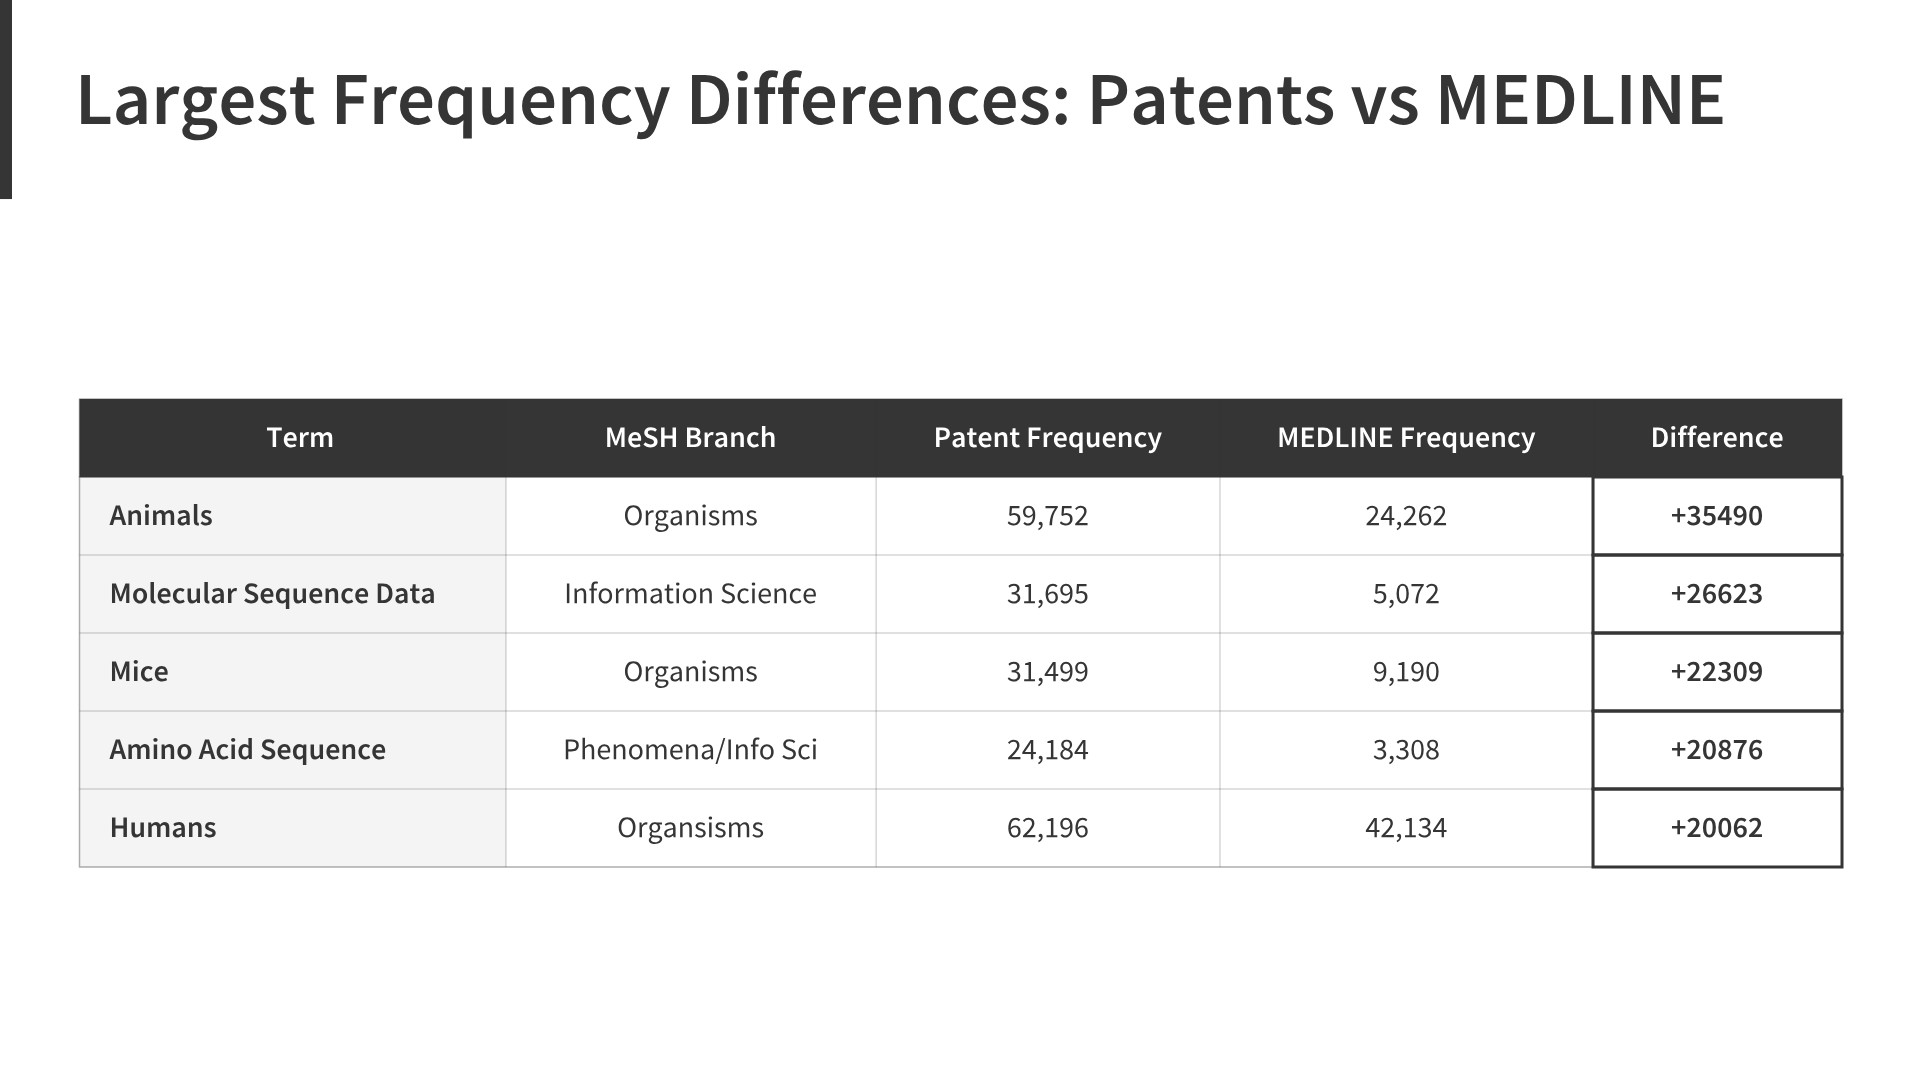 Largest Frequency Differences: Patents vs MEDLINE
Term MeSH Branch Patent Frequency MEDLINE Frequency Difference
Animals Organisms 59,752 24,262 +35490
Molecular Sequence Data Information Science 31,695 5,072 +26623
Mice Organisms 31,499 9,190 +22309
Amino Acid Sequence Phenomena/Info Sci 24,184 3,308 +20876
Humans Organsisms 62,196 42,134 +20062